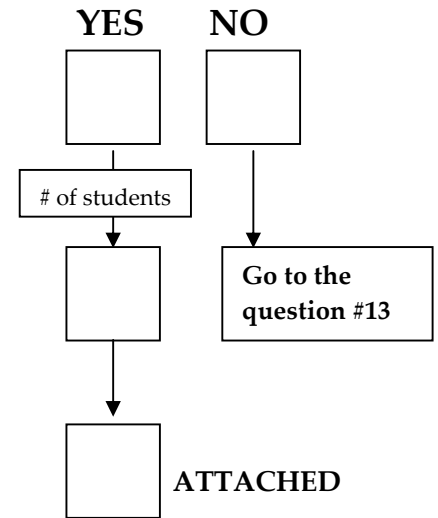 YES NO
# of students
Go to the
question #13
ATTACHED